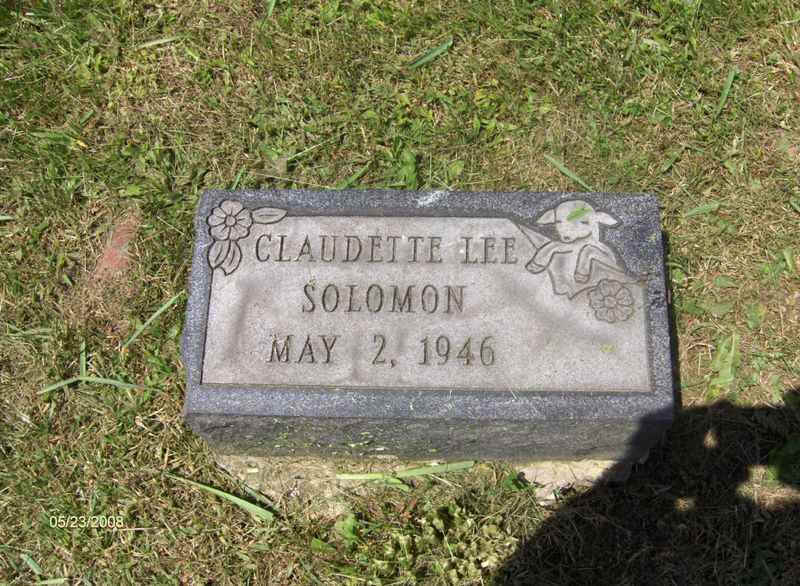 CLAUDETTE LEE
SOLOMON
MAY 2, 1946
05/23/2008